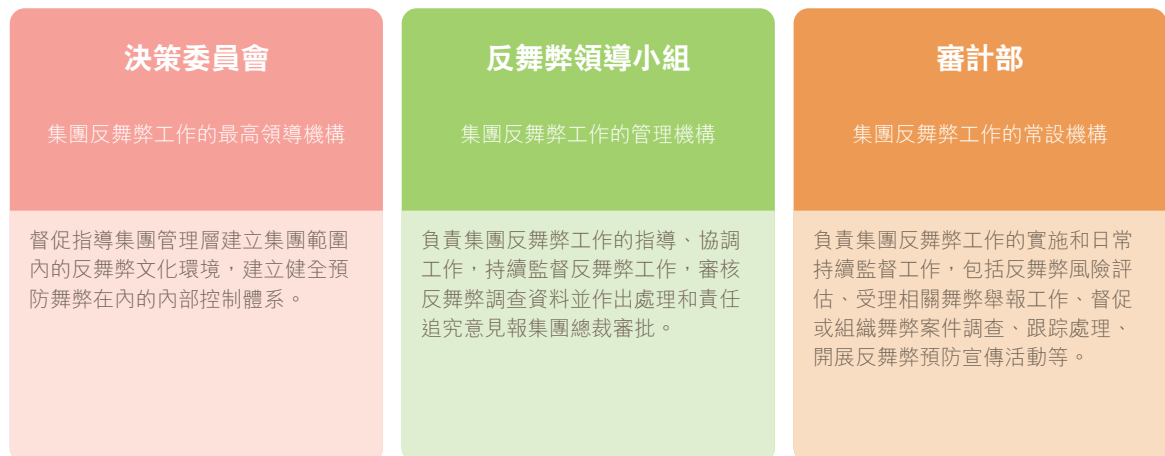 決策委員會
集團反舞弊工作的最高領導機構
督促指導集團管理層建立集團範圍
內的反舞弊文化環境，建立健全預
防舞弊在內的內部控制體系。
反舞弊領導小組
集團反舞弊工作的管理機構
負責集團反舞弊工作的指導、協調
工作，持續監督反舞弊工作，審核
反舞弊調查資料並作出處理和責任
追究意見報集團總裁審批。
審計部
集團反舞弊工作的常設機構
負責集團反舞弊工作的實施和日常
持續監督工作，包括反舞弊風險評
估、受理相關舞弊舉報工作、督促
或組織舞弊案件調查、跟踪處理、
開展反舞弊預防宣傳活動等。